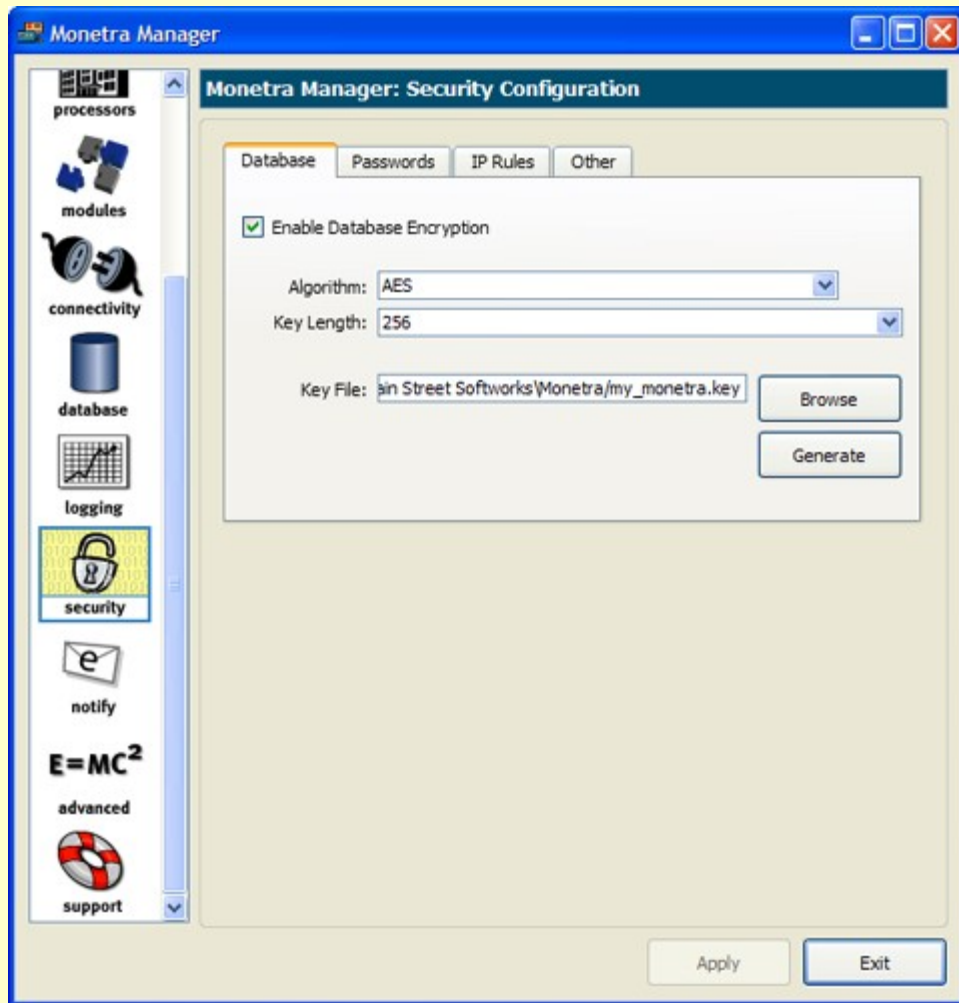 Monetra Manager
processors
modules
connectivity
database
logging
security
e
notify
E=MC²
advanced
support
Monetra Manager: Security Configuration
Database Passwords IP Rules Other
Enable Database Encryption
Algorithm: AES
Key Length: 256
Key File: ain Street Softworks\Monetra/my_monetra.key
Browse
Generate
Apply Exit